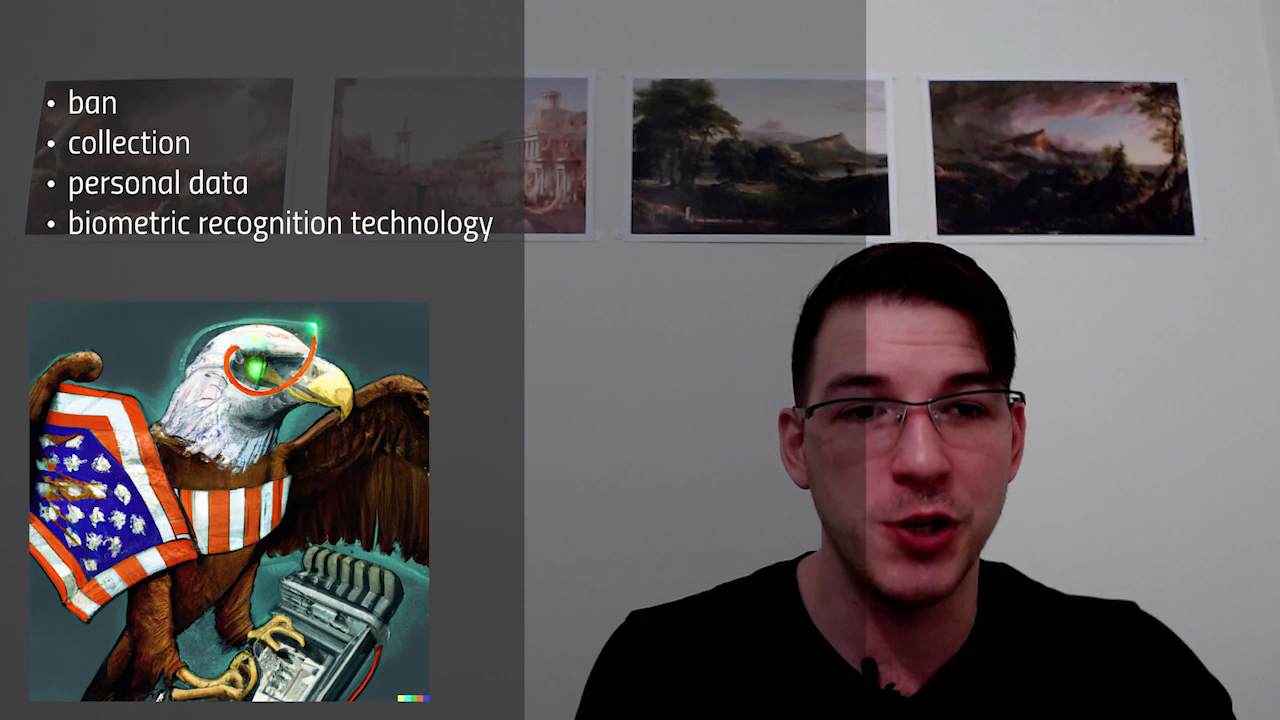 • ban
• collection
• personal data
• biometric recognition technology